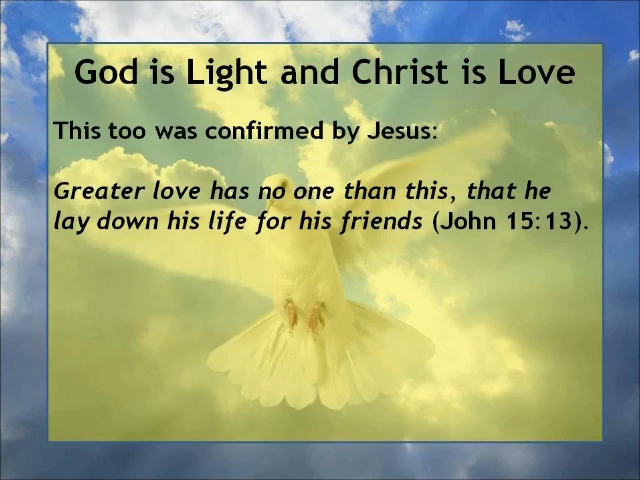 God is Light and Christ is Love
This too was confirmed by Jesus:
Greater love has no one than this, that he
lay down his life for his friends (John 15:13).